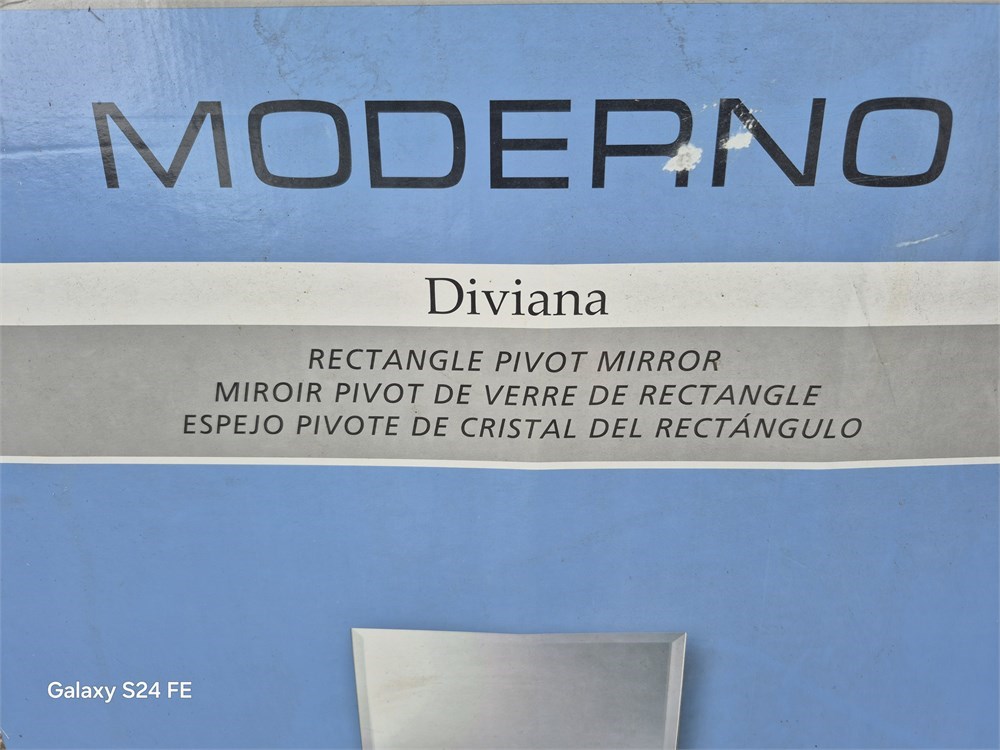 MODERNO
Diviana
RECTANGLE PIVOT MIRROR
MIROIR PIVOT DE VERRE DE RECTANGLE
ESPEJO PIVOTE DE CRISTAL DEL RECTÁNGULO
Galaxy S24 FE